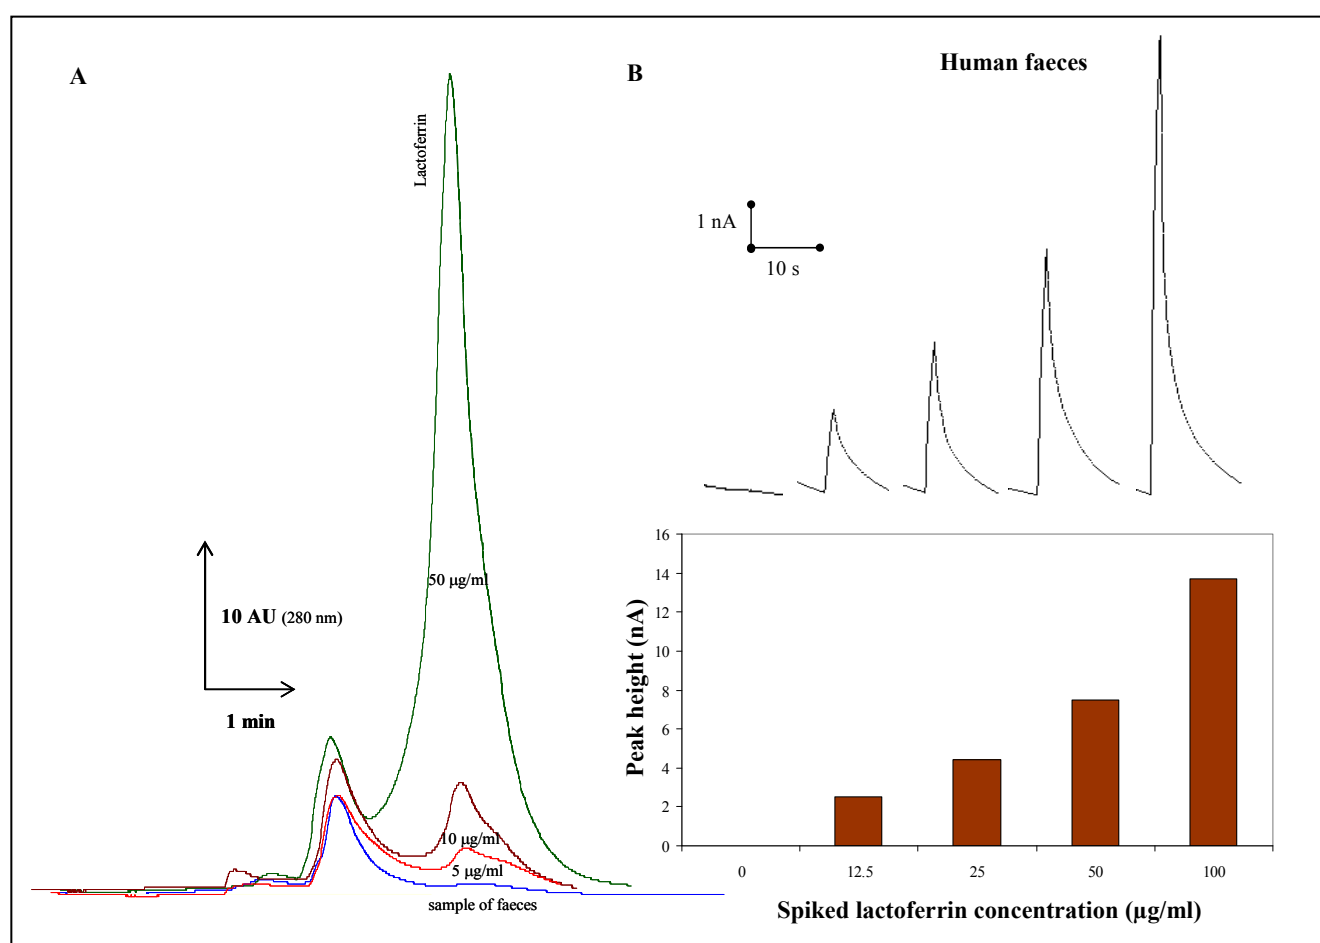 A
Lactoferrin
50 µg/ml
10 AU (280 nm)
1 min
10 µg/ml
5 µg/ml
sample of faeces
B
Human faeces
1 nA
10 s
Peak height (nA)
16
14
12
10
8
6
4
2
0
0 12.5 25 50 100
Spiked lactoferrin concentration (µg/ml)